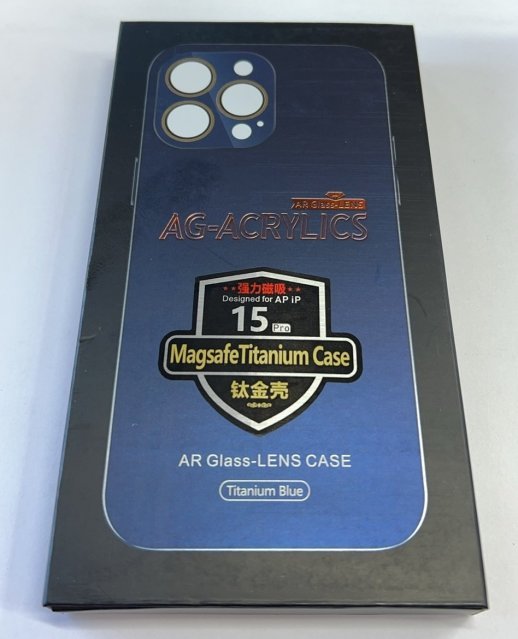 AR Glass-LENS
AG-ACRYLICS
★★强力磁吸★★
Designed for AP iP
15 Pro
MagsafeTitanium Case
钛金壳
AR Glass-LENS CASE
Titanium Blue